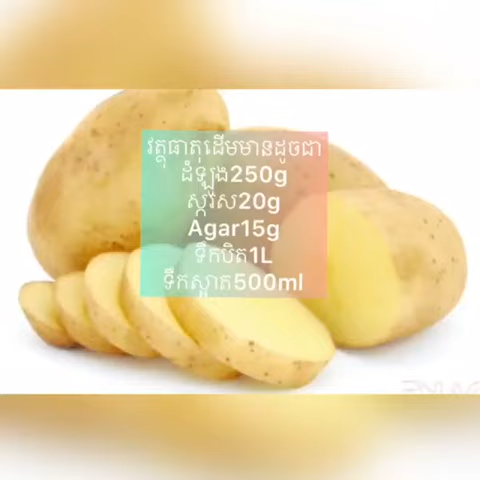 វត្ថុធាតុដើមមានដូចជា
ដំឡូង250g
ស្ករស20g
Agar15g
ទឹកបិត1L
ទឹកស្អាត500ml